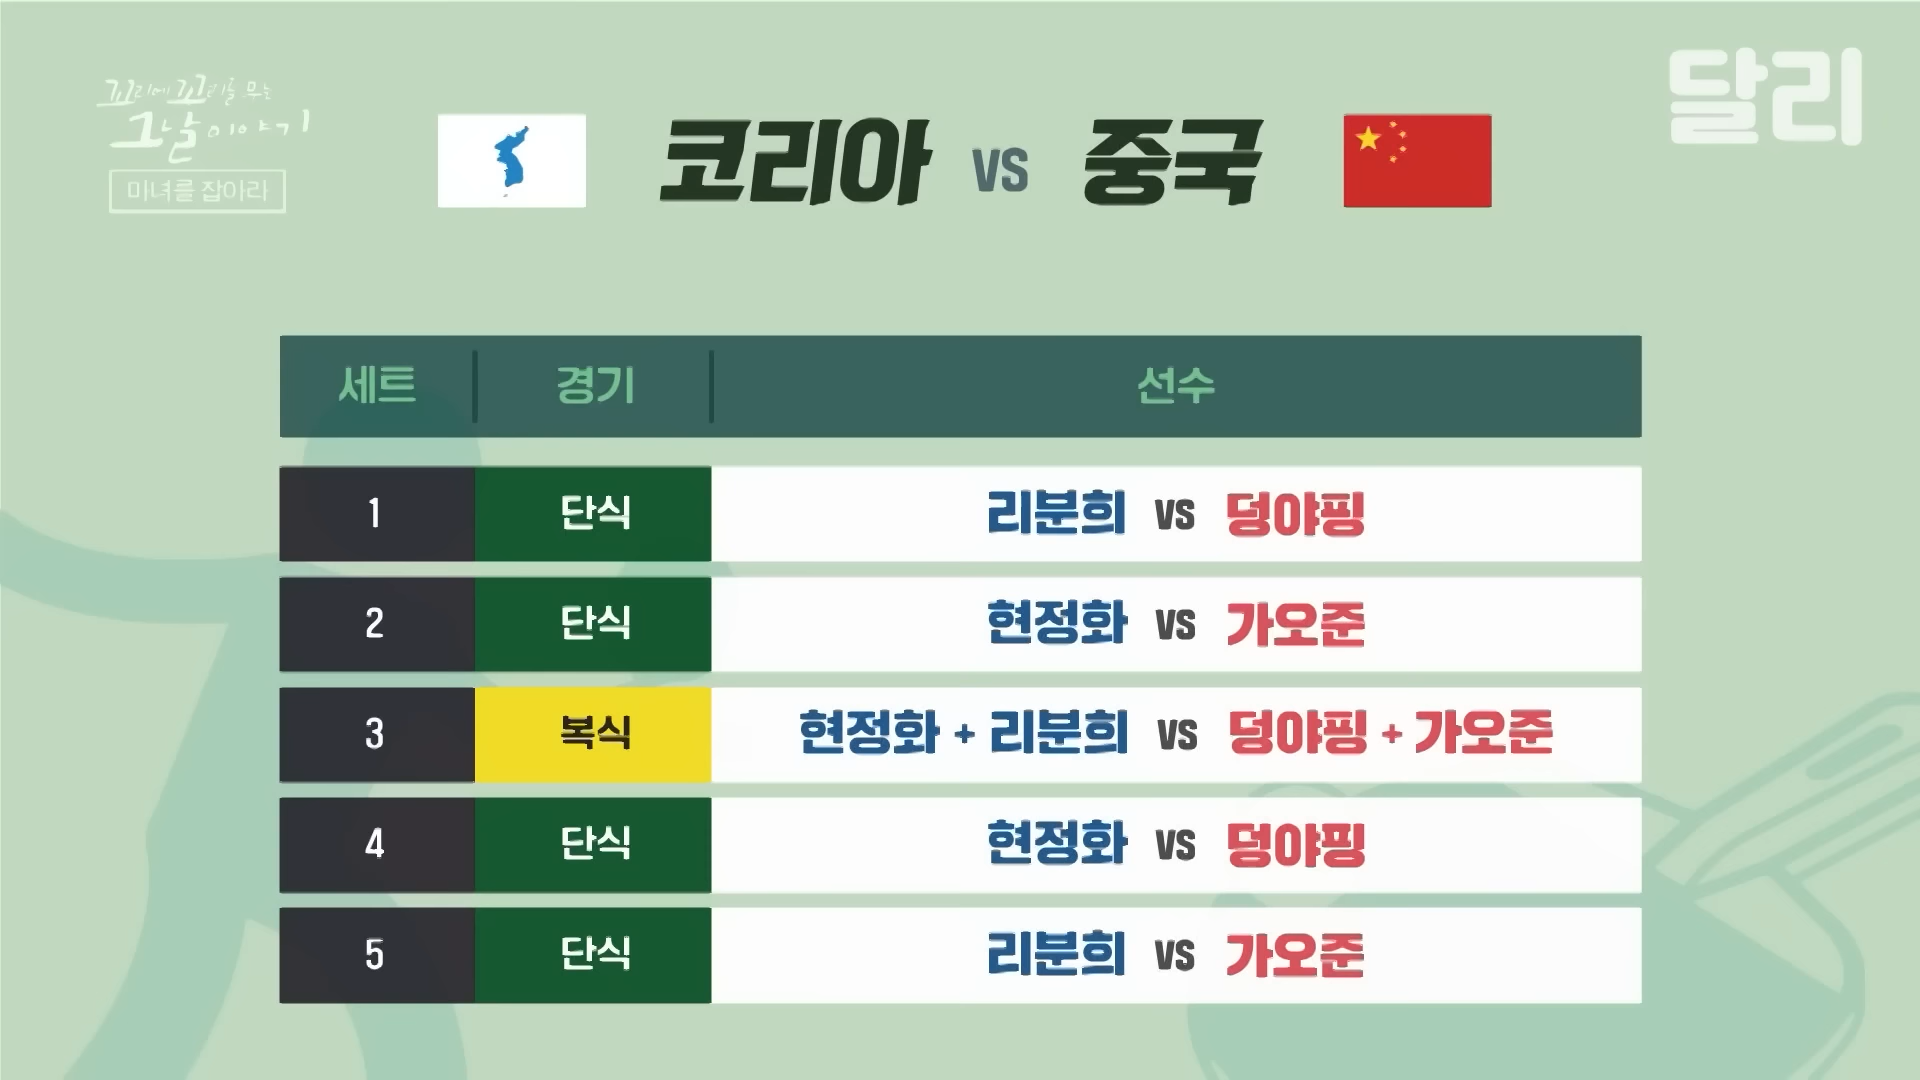 꼬리에 꼬리를 무는
그날 이야기
미녀를 잡아라
달리
코리아 vs 중국
세트 경기 선수
1 단식 리분희 vs 덩야핑
2 단식 현정화 vs 가오준
3 복식 현정화 + 리분희 vs 덩야핑 + 가오준
4 단식 현정화 vs 덩야핑
5 단식 리분희 vs 가오준